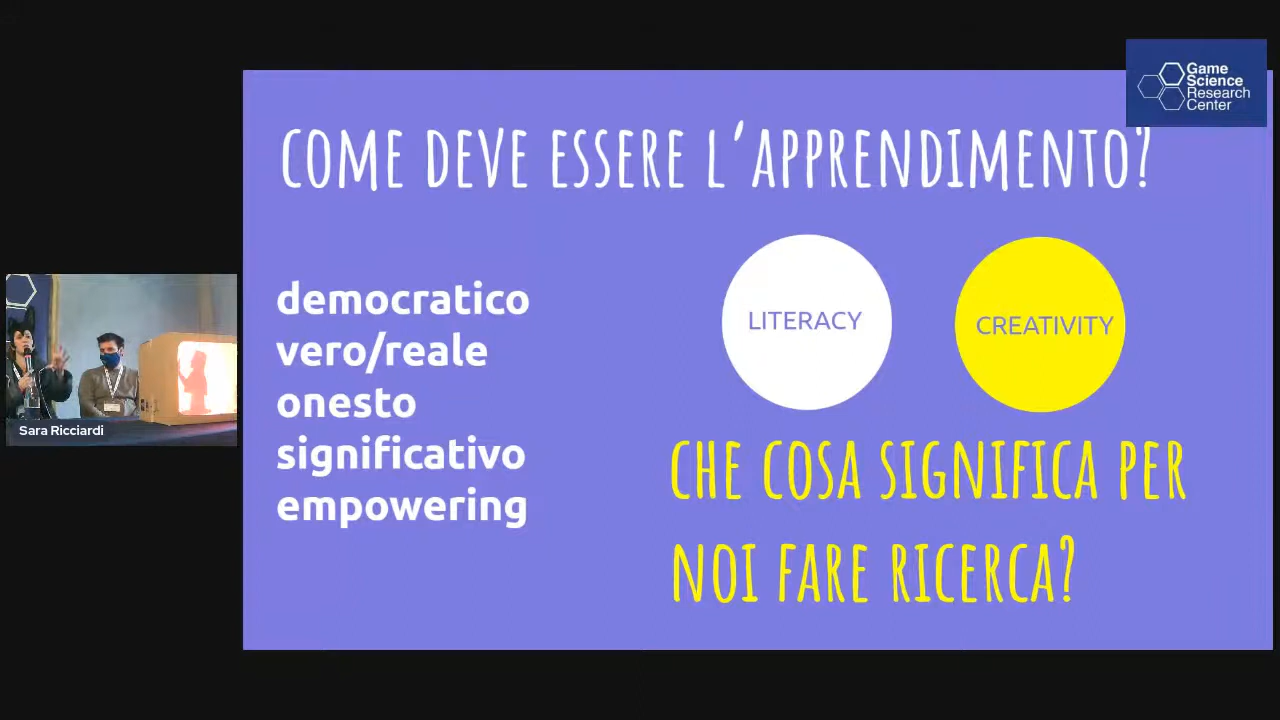 Game
Science
Research
Center
COME DEVE ESSERE L'APPRENDIMENTO?
democratico
vero/reale
onesto
significativo
empowering
LITERACY
CREATIVITY
CHE COSA SIGNIFICA PER
NOI FARE RICERCA?
Sara Ricciardi